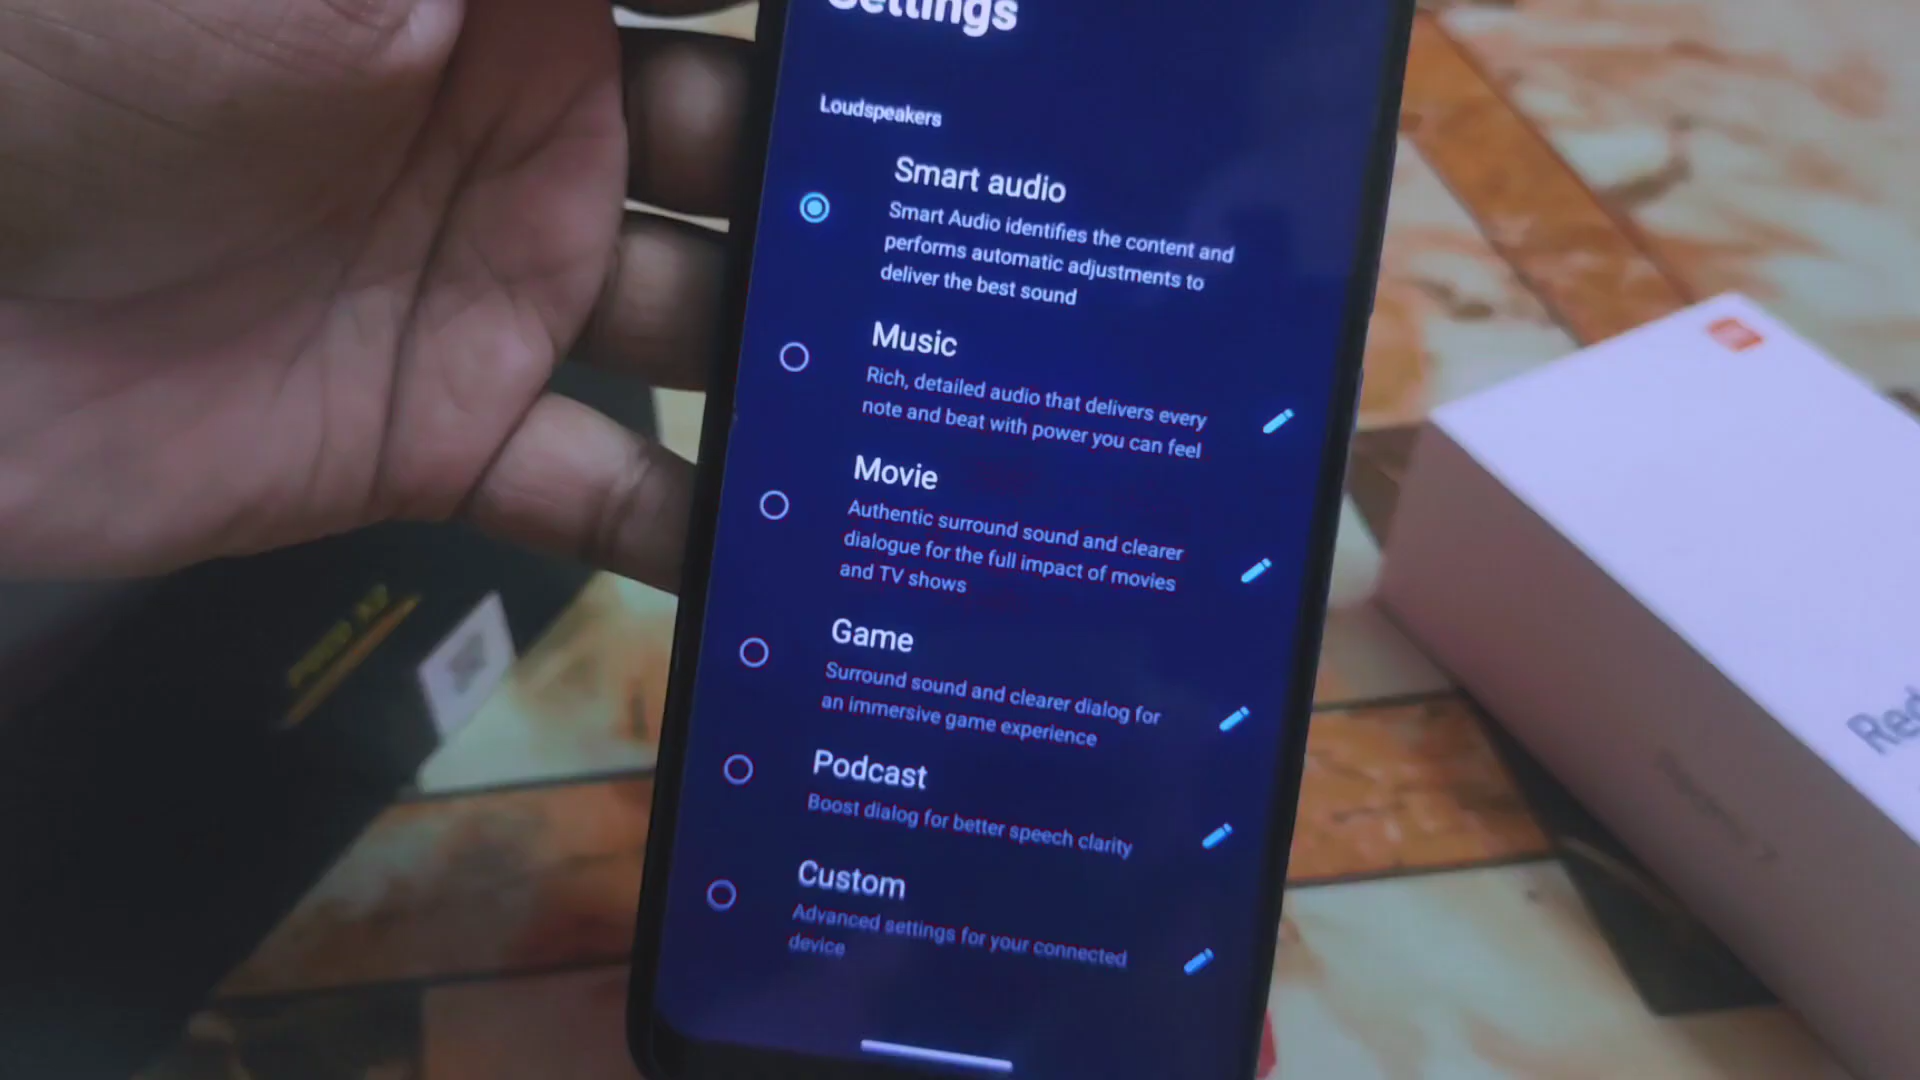 Settings
Loudspeakers
Smart audio
Smart Audio identifies the content and
performs automatic adjustments to
deliver the best sound
Music
Rich, detailed audio that delivers every
note and beat with power you can feel
Movie
Authentic surround sound and clearer
dialogue for the full impact of movies
and TV shows
Game
Surround sound and clearer dialog for
an immersive game experience
Podcast
Boost dialog for better speech clarity
Custom
Advanced settings for your connected
device